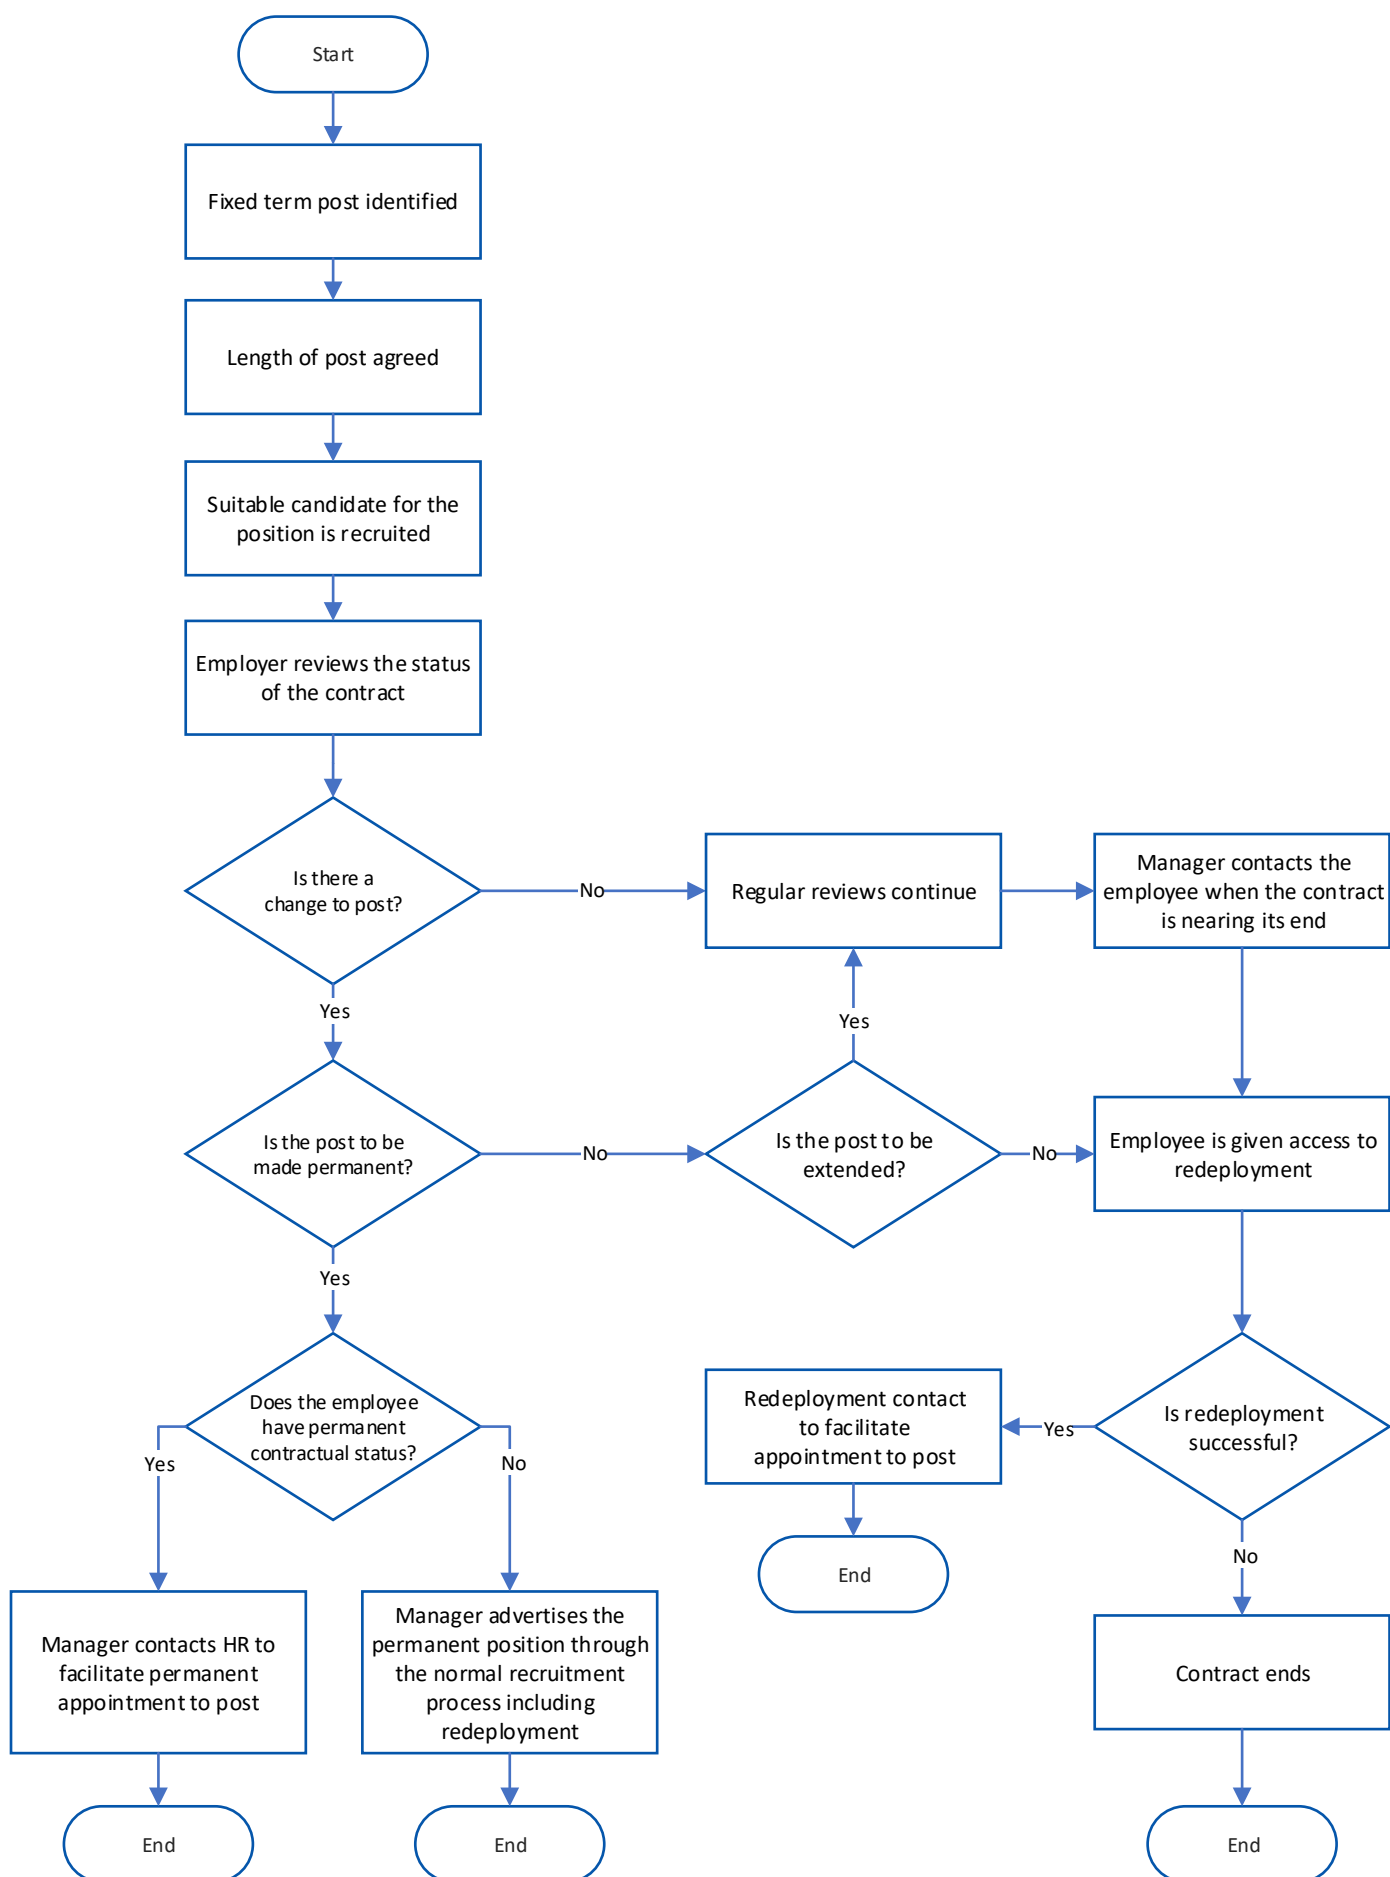 Start
Fixed term post identified
Length of post agreed
Suitable candidate for the
position is recruited
Employer reviews the status
of the contract
Is there a
change to post?
No
Regular reviews continue
Manager contacts the
employee when the contract
is nearing its end
Yes
Yes
Is the post to be
made permanent?
No
Is the post to be
extended?
No
Employee is given access to
redeployment
Yes
Does the employee
have permanent
contractual status?
Yes
No
Redeployment contact
to facilitate
appointment to post
Yes
Is redeployment
successful?
End
No
Manager contacts HR to
facilitate permanent
appointment to post
Manager advertises the
permanent position through
the normal recruitment
process including
redeployment
Contract ends
End
End
End